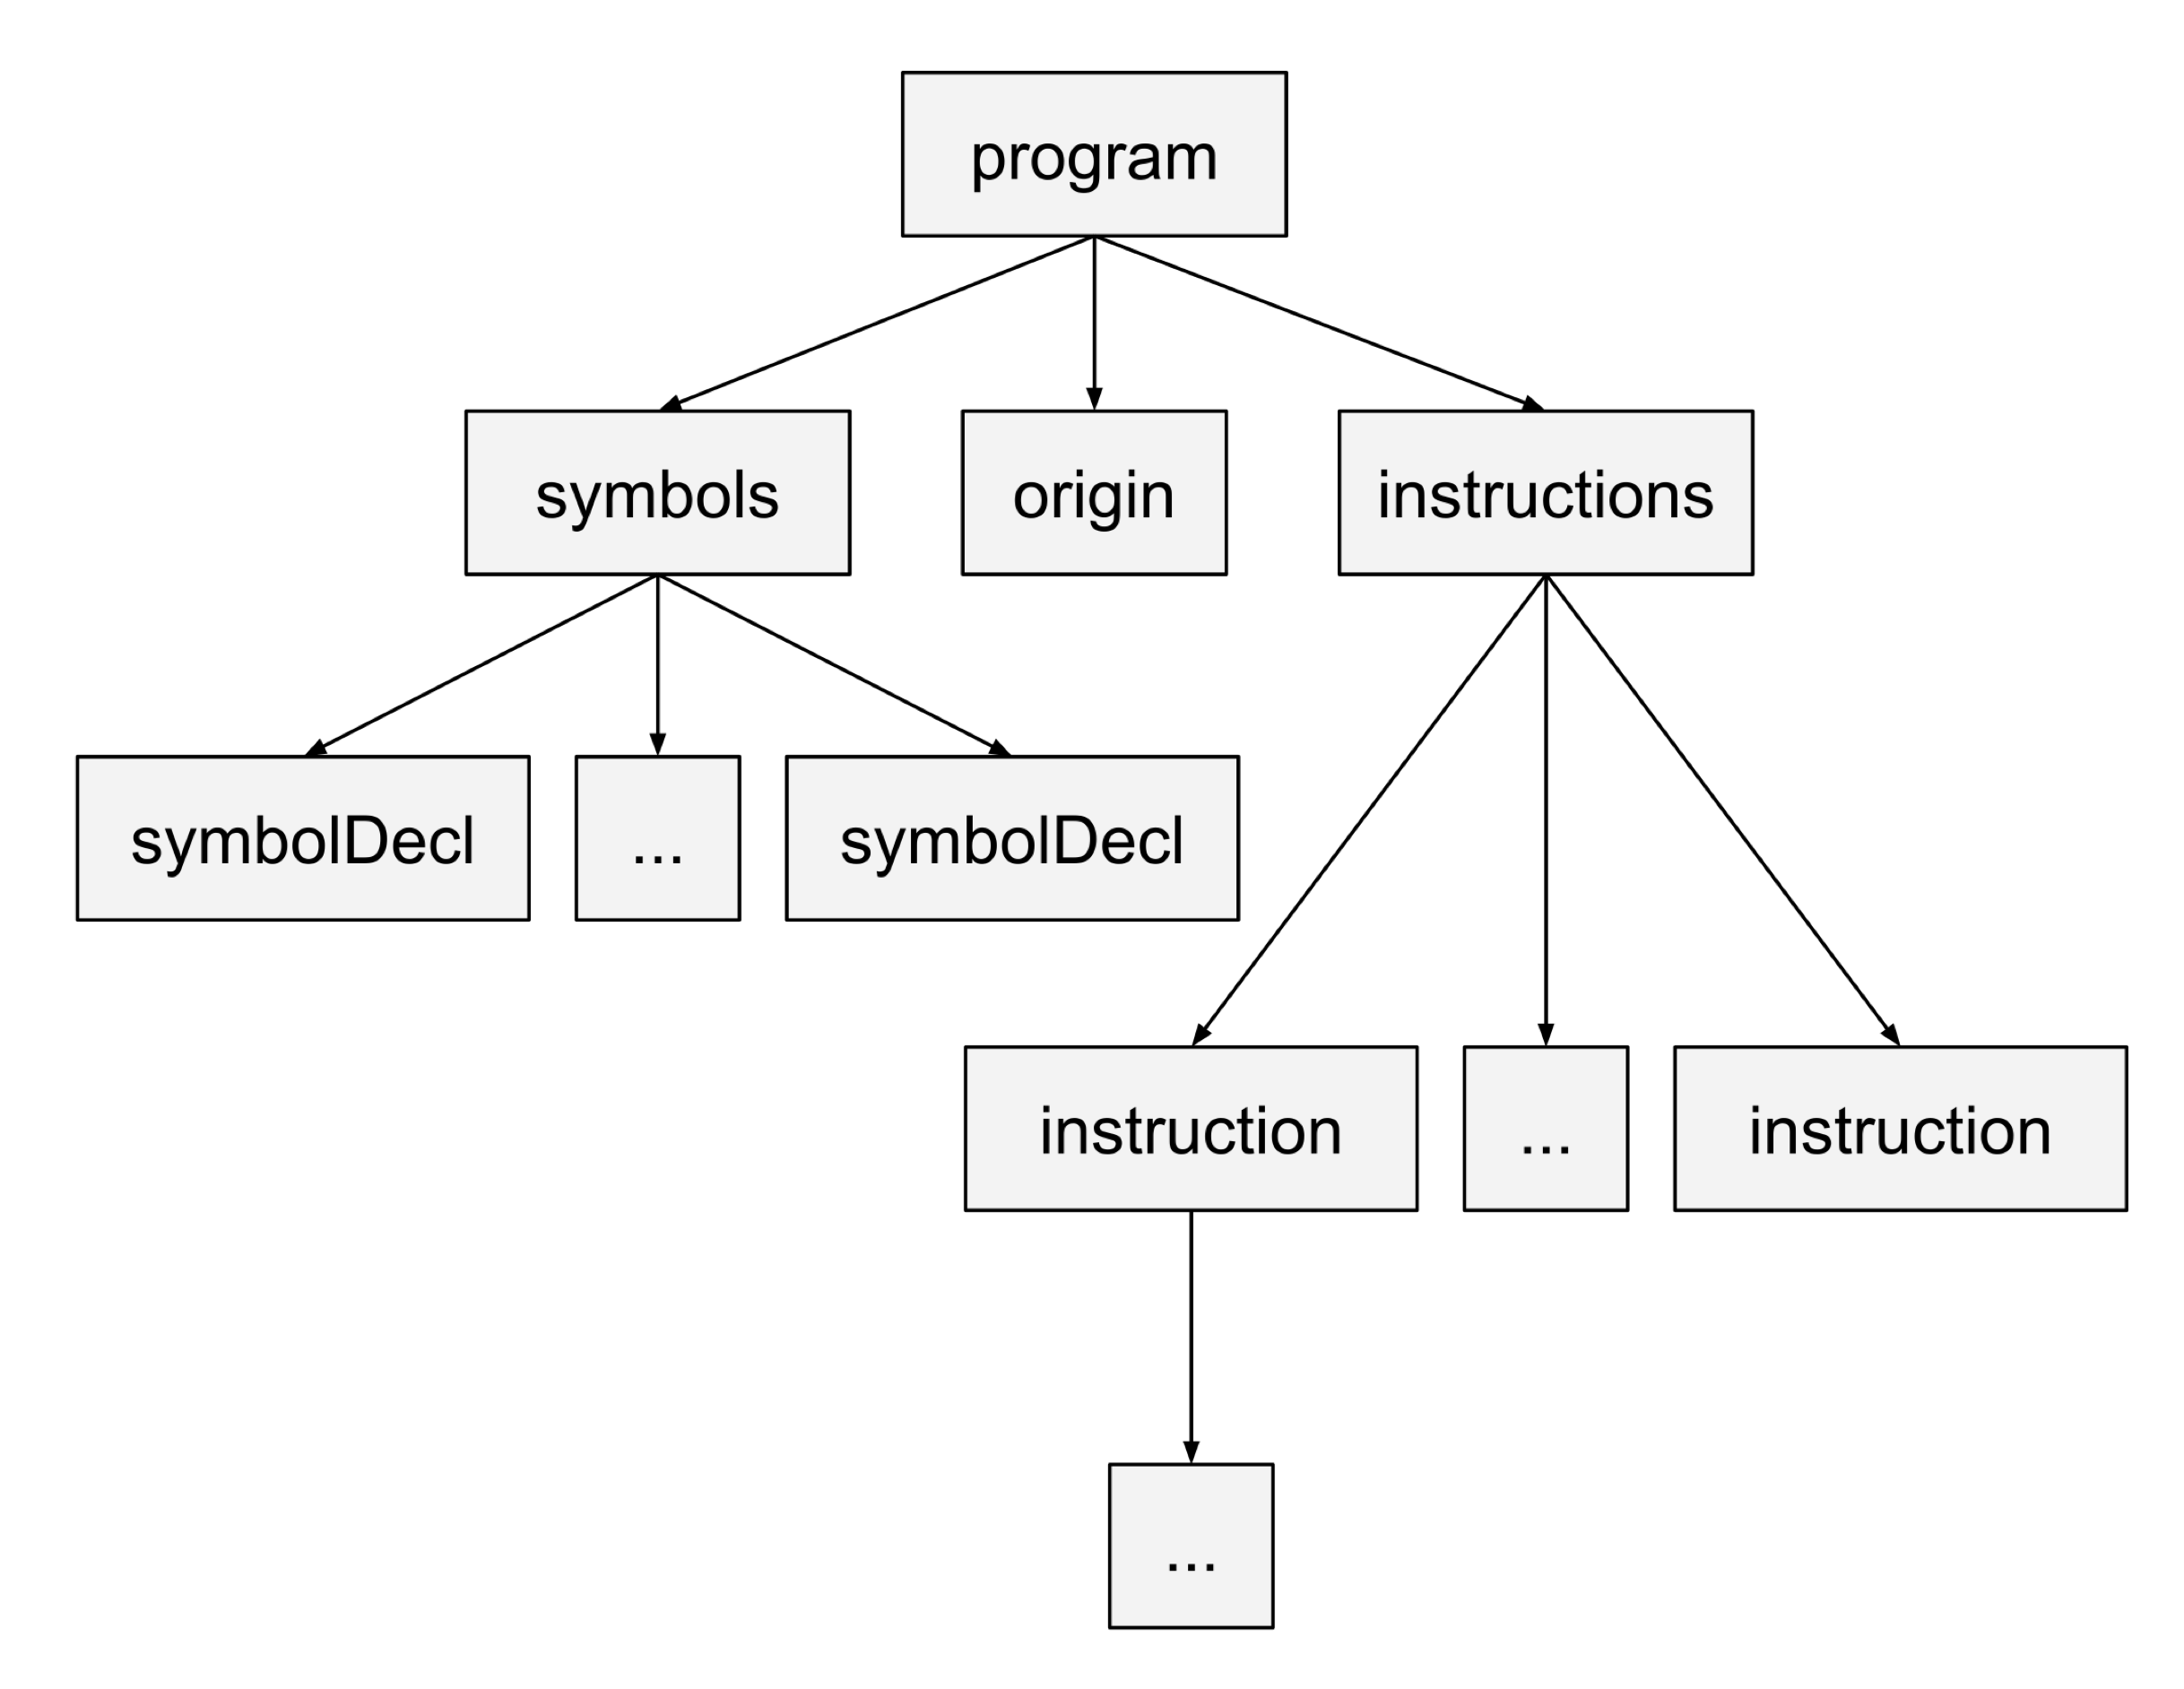 program
symbols
origin
instructions
symbolDecl
...
symbolDecl
instruction
...
instruction
...